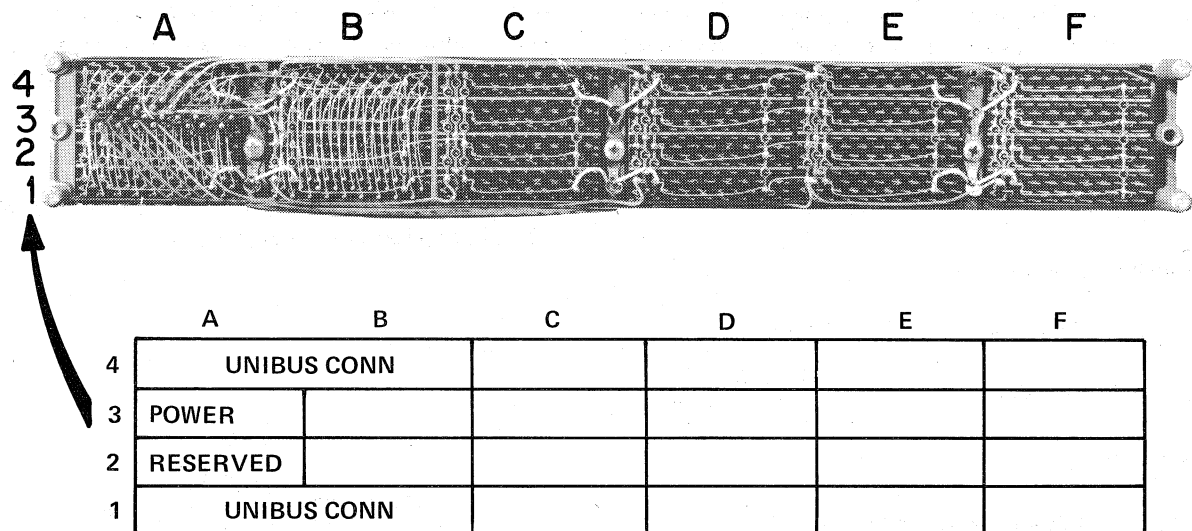 A B C D E F
4
3
2
1
A B C D E F
4 UNIBUS CONN
3 POWER
2 RESERVED
1 UNIBUS CONN